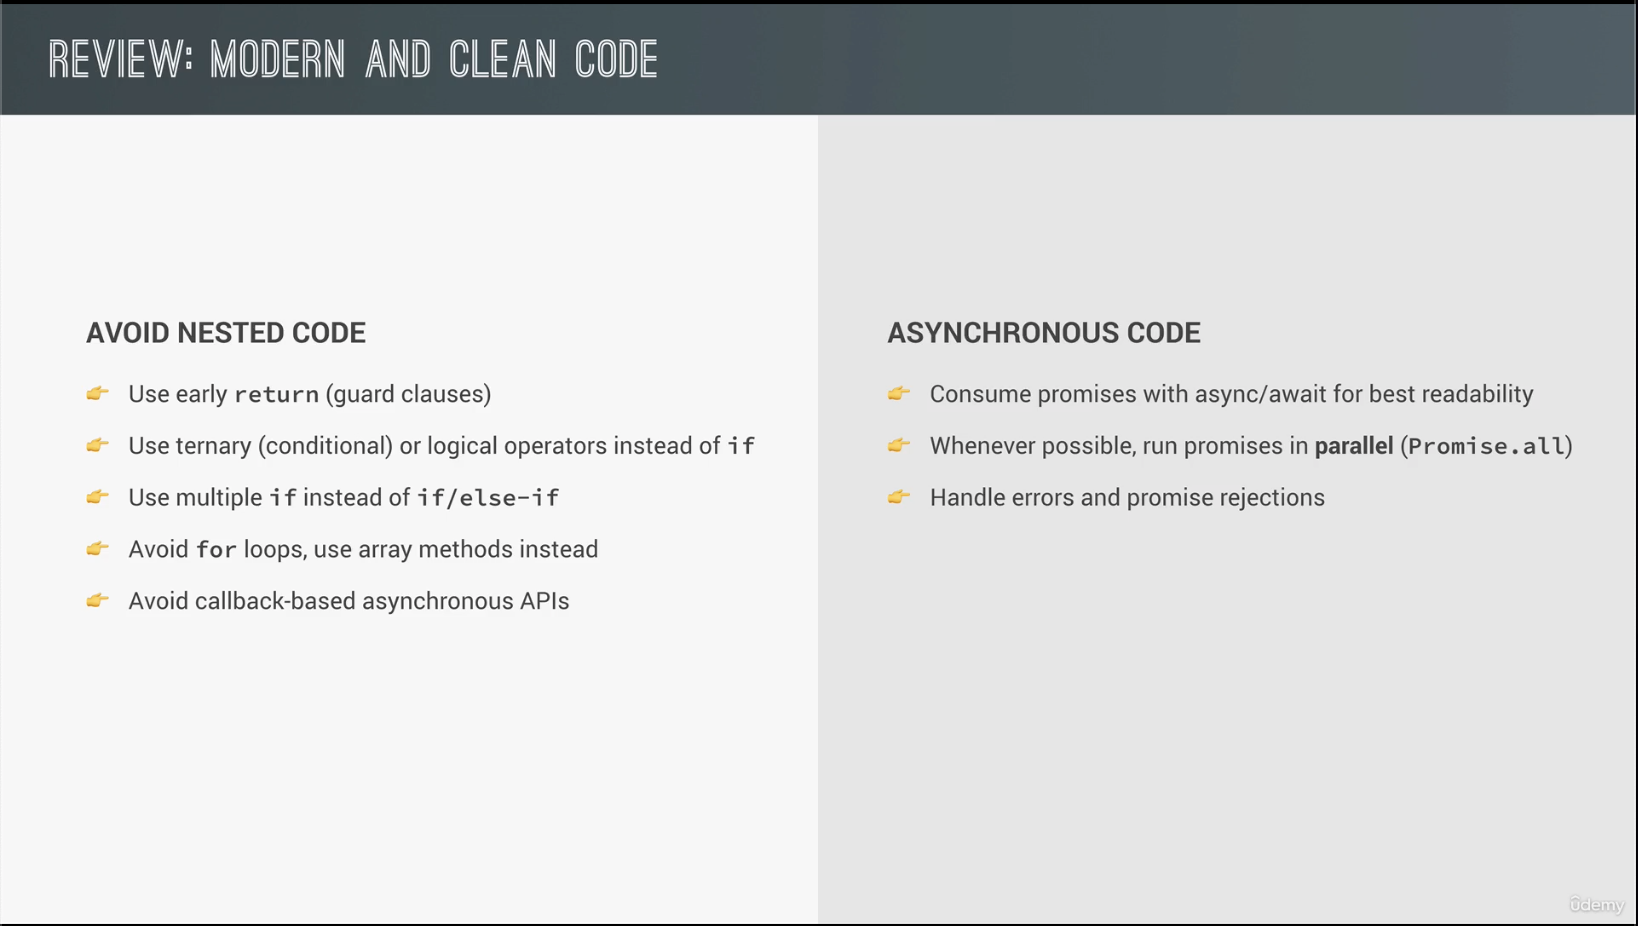 REVIEW: MODERN AND CLEAN CODE
AVOID NESTED CODE
👉 Use early return (guard clauses)
👉 Use ternary (conditional) or logical operators instead of if
👉 Use multiple if instead of if/else-if
👉 Avoid for loops, use array methods instead
👉 Avoid callback-based asynchronous APIs
ASYNCHRONOUS CODE
👉 Consume promises with async/await for best readability
👉 Whenever possible, run promises in parallel (Promise.all)
👉 Handle errors and promise rejections
ûdemy